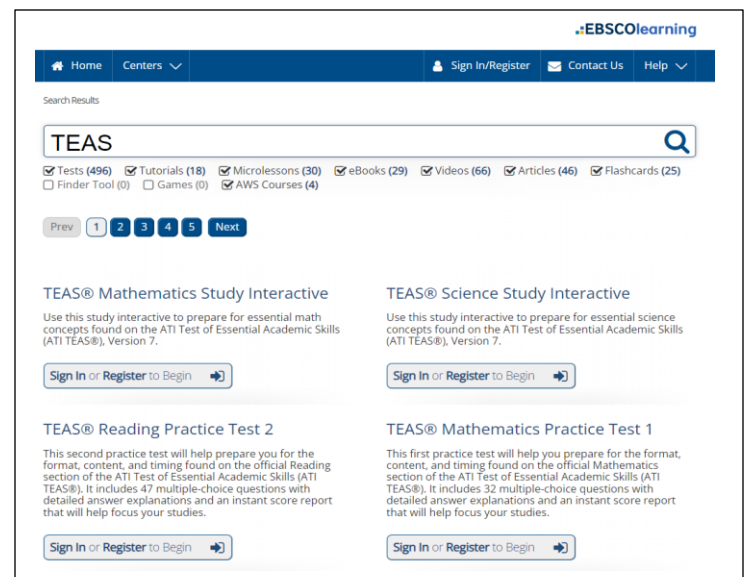 EBSCOlearning
Home Centers Sign In/Register Contact Us Help
Search Results
TEAS
Tests (496) Tutorials (18) Microlessons (30) eBooks (29) Videos (66) Articles (46) Flashcards (25)
Finder Tool (0) Games (0) AWS Courses (4)
Prev 1 2 3 4 5 Next
TEAS® Mathematics Study Interactive
Use this study interactive to prepare for essential math
concepts found on the ATI Test of Essential Academic Skills
(ATI TEAS®), Version 7.
Sign In or Register to Begin
TEAS® Science Study Interactive
Use this study interactive to prepare for essential science
concepts found on the ATI Test of Essential Academic Skills
(ATI TEAS®), Version 7.
Sign In or Register to Begin
TEAS® Reading Practice Test 2
This second practice test will help prepare you for the
format, content, and timing found on the official Reading
section of the ATI Test of Essential Academic Skills (ATI
TEAS®). It includes 47 multiple-choice questions with
detailed answer explanations and an instant score report
that will help focus your studies.
Sign In or Register to Begin
TEAS® Mathematics Practice Test 1
This first practice test will help you prepare for the format,
content, and timing found on the official Mathematics
section of the ATI Test of Essential Academic Skills (ATI
TEAS®). It includes 32 multiple-choice questions with
detailed answer explanations and an instant score report
that will help focus your studies.
Sign In or Register to Begin